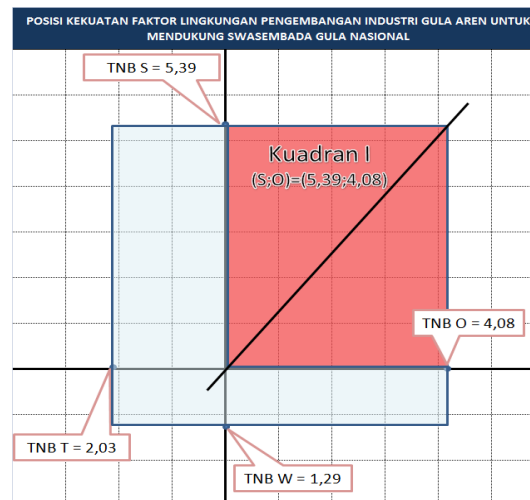 POSISI KEKUATAN FAKTOR LINGKUNGAN PENGEMBANGAN INDUSTRI GULA AREN UNTUK
MENDUKUNG SWASEMBADA GULA NASIONAL
TNB S = 5,39
Kuadran I
(S;O)=(5,39;4,08)
TNB O = 4,08
TNB T = 2,03
TNB W = 1,29